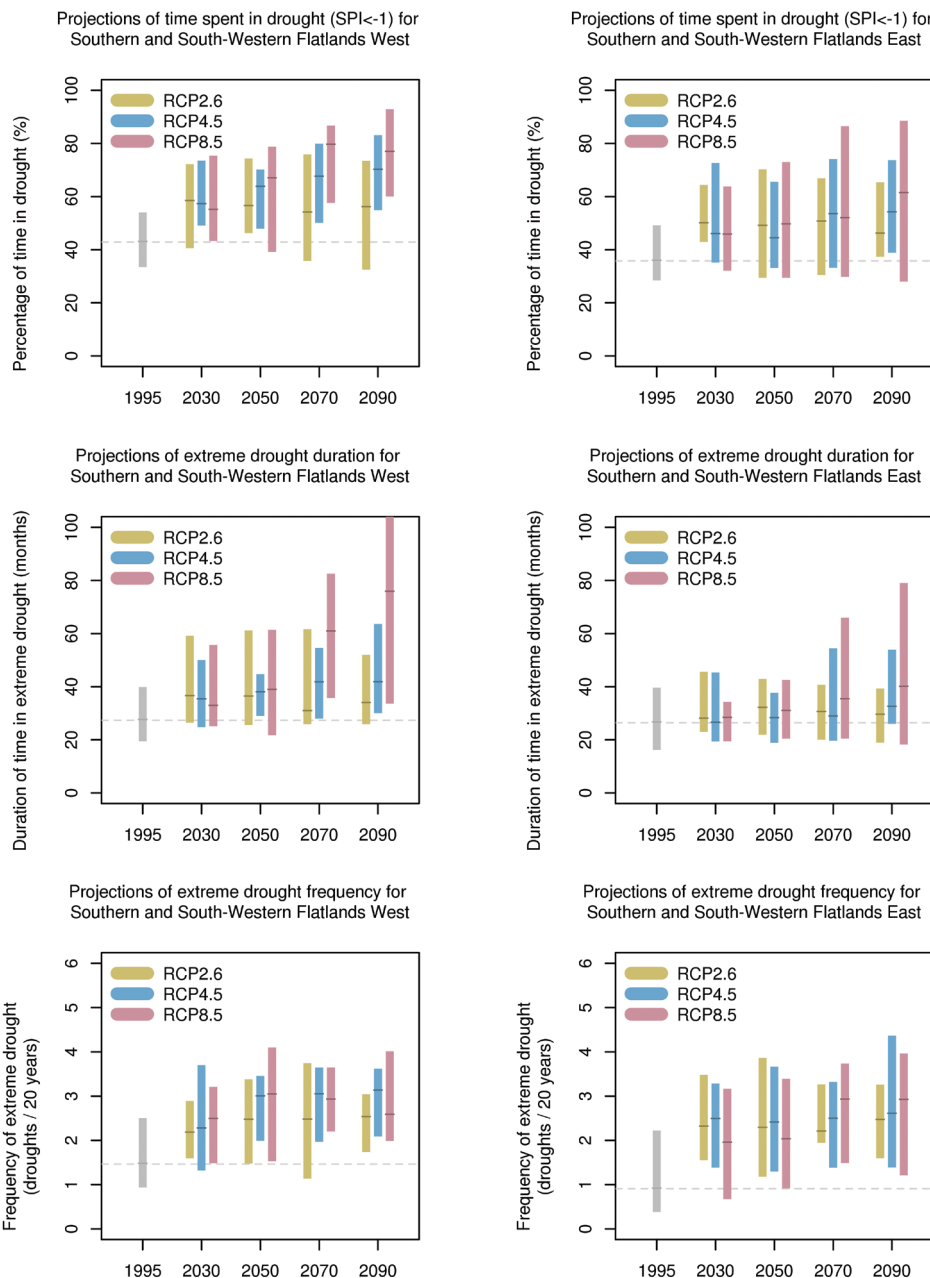 Projections of time spent in drought (SPI<-1) for
Southern and South-Western Flatlands West
Percentage of time in drought (%)
100
80
60
40
20
0
RCP2.6
RCP4.5
RCP8.5
1995 2030 2050 2070 2090
Projections of time spent in drought (SPI<-1) for
Southern and South-Western Flatlands East
Percentage of time in drought (%)
100
80
60
40
20
0
RCP2.6
RCP4.5
RCP8.5
1995 2030 2050 2070 2090
Projections of extreme drought duration for
Southern and South-Western Flatlands West
Duration of time in extreme drought (months)
100
80
60
40
20
0
RCP2.6
RCP4.5
RCP8.5
1995 2030 2050 2070 2090
Projections of extreme drought duration for
Southern and South-Western Flatlands East
Duration of time in extreme drought (months)
100
80
60
40
20
0
RCP2.6
RCP4.5
RCP8.5
1995 2030 2050 2070 2090
Projections of extreme drought frequency for
Southern and South-Western Flatlands West
Frequency of extreme drought
(droughts / 20 years)
6
5
4
3
2
1
0
RCP2.6
RCP4.5
RCP8.5
1995 2030 2050 2070 2090
Projections of extreme drought frequency for
Southern and South-Western Flatlands East
Frequency of extreme drought
(droughts / 20 years)
6
5
4
3
2
1
0
RCP2.6
RCP4.5
RCP8.5
1995 2030 2050 2070 2090